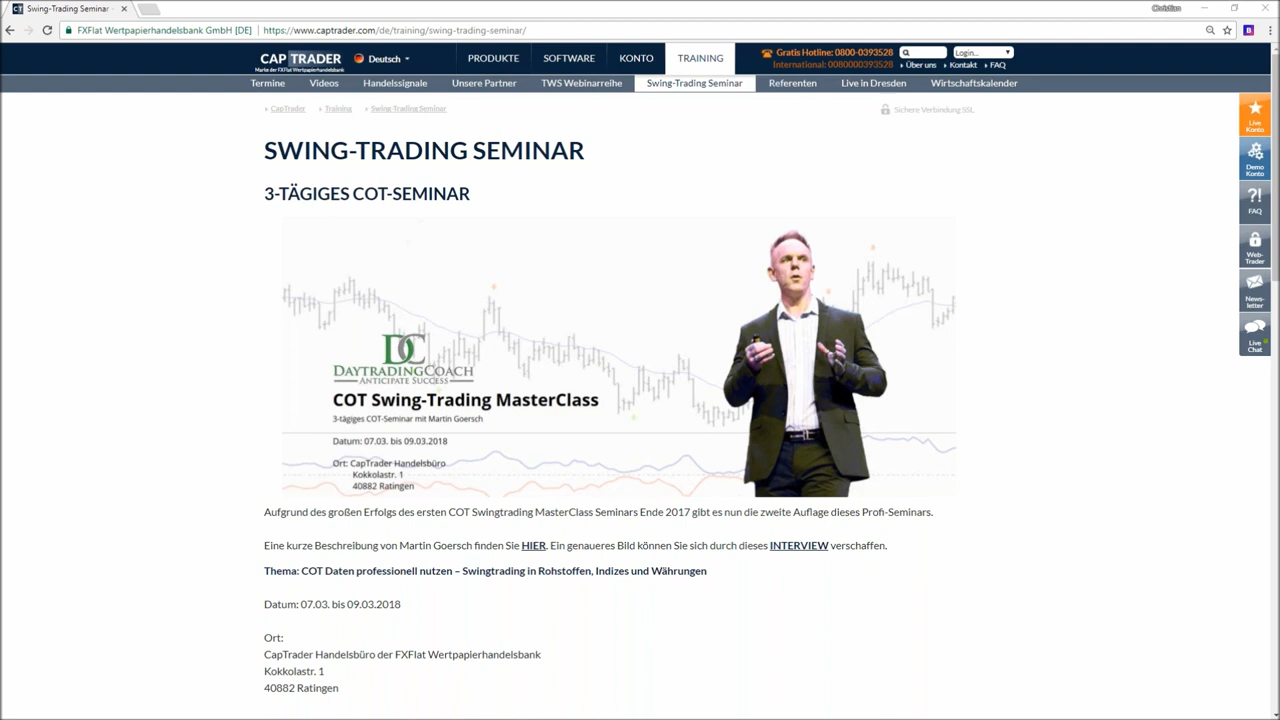 Swing-Trading Seminar
Christian
FXFlat Wertpapierhandelsbank GmbH [DE]
https://www.captrader.com/de/training/swing-trading-seminar/
CAP TRADER
Marke der FXFlat Wertpapierhandelsbank
Deutsch
PRODUKTE
SOFTWARE
KONTO
TRAINING
Gratis Hotline: 0800-0393528
International: 0080000393528
Login...
Über uns
Kontakt
FAQ
Termine
Videos
Handelssignale
Unsere Partner
TWS Webinarreihe
Swing-Trading Seminar
Referenten
Live in Dresden
Wirtschaftskalender
CapTrader
Training
Swing-Trading Seminar
Sichere Verbindung SSL
Live Konto
Demo Konto
?!
FAQ
Web-Trader
News-letter
Live Chat
SWING-TRADING SEMINAR
3-TÄGIGES COT-SEMINAR
DC
DAYTRADINGCOACH
ANTICIPATE SUCCESS
COT Swing-Trading MasterClass
3-tägiges COT-Seminar mit Martin Goersch
Datum: 07.03. bis 09.03.2018
Ort: CapTrader Handelsbüro
Kokkolastr. 1
40882 Ratingen
Aufgrund des großen Erfolgs des ersten COT Swingtrading MasterClass Seminars Ende 2017 gibt es nun die zweite Auflage dieses Profi-Seminars.
Eine kurze Beschreibung von Martin Goersch finden Sie HIER. Ein genaueres Bild können Sie sich durch dieses INTERVIEW verschaffen.
Thema: COT Daten professionell nutzen – Swingtrading in Rohstoffen, Indizes und Währungen
Datum: 07.03. bis 09.03.2018
Ort:
CapTrader Handelsbüro der FXFlat Wertpapierhandelsbank
Kokkolastr. 1
40882 Ratingen